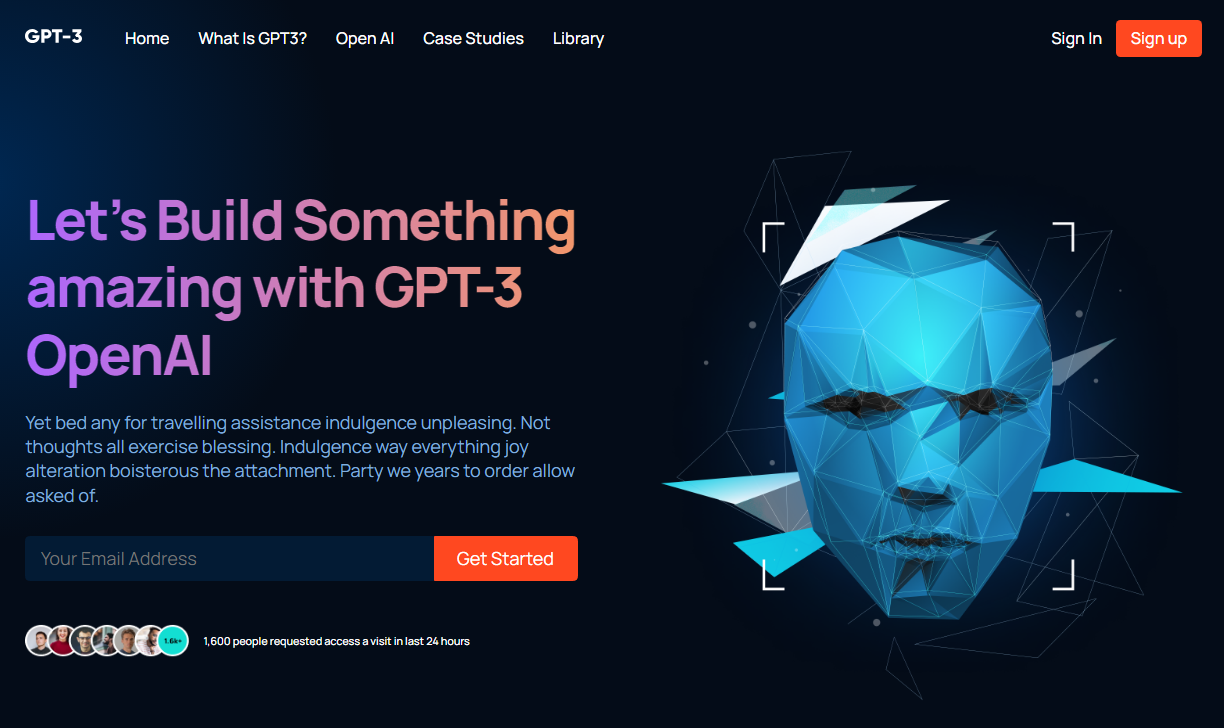 GPT-3
Home
What Is GPT3?
Open AI
Case Studies
Library
Sign In
Sign up
Let’s Build Something
amazing with GPT-3
OpenAI
Yet bed any for travelling assistance indulgence unpleasing. Not
thoughts all exercise blessing. Indulgence way everything joy
alteration boisterous the attachment. Party we years to order allow
asked of.
Your Email Address
Get Started
1.6k+
1,600 people requested access a visit in last 24 hours